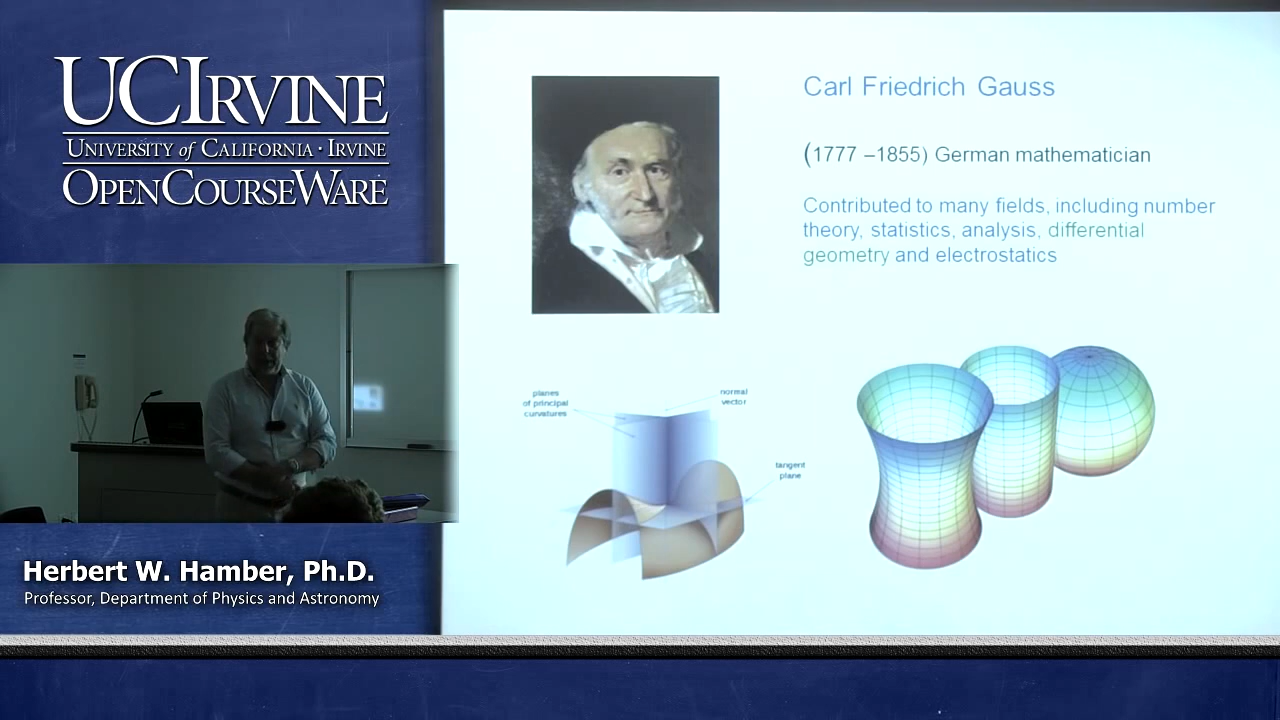 UCIRVINE
UNIVERSITY of CALIFORNIA · IRVINE
OPENCOURSEWARE
Herbert W. Hamber, Ph.D.
Professor, Department of Physics and Astronomy
Carl Friedrich Gauss
(1777 –1855) German mathematician
Contributed to many fields, including number
theory, statistics, analysis, differential
geometry and electrostatics
planes
of principal
curvatures
normal
vector
tangent
plane